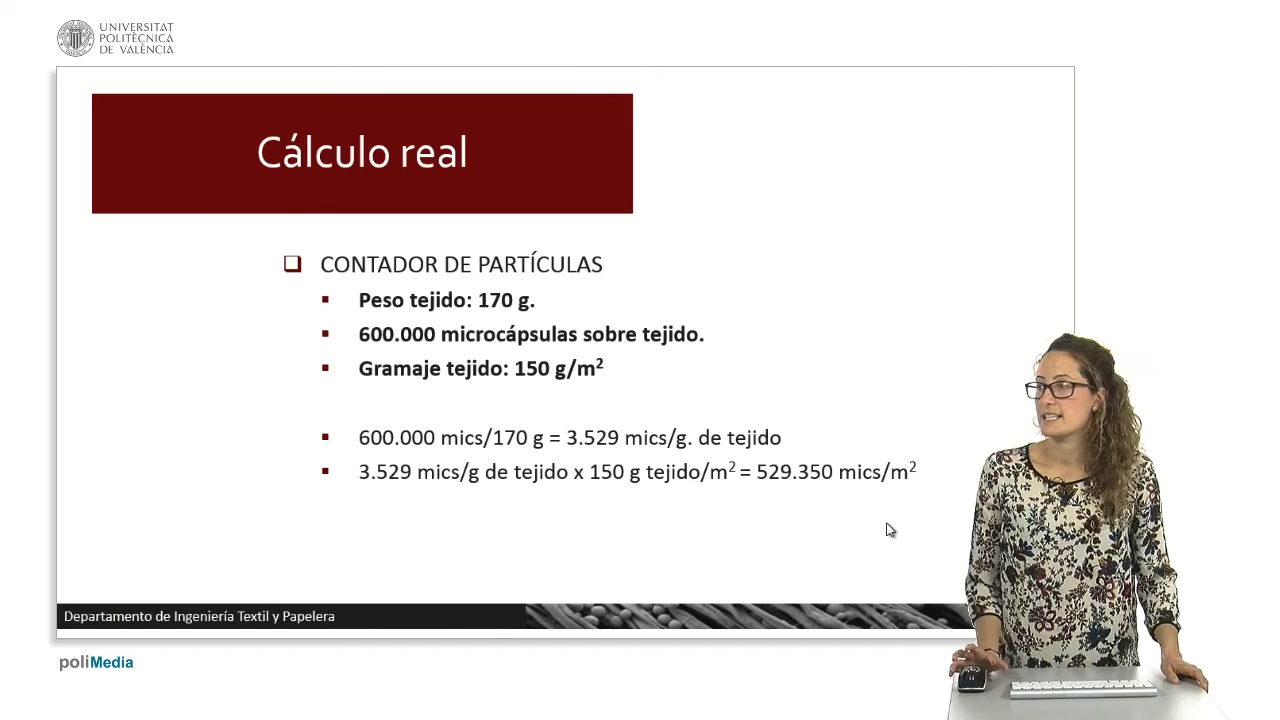 UNIVERSITAT
POLITÈCNICA
DE VALÈNCIA
Cálculo real
CONTADOR DE PARTÍCULAS
Peso tejido: 170 g.
600.000 microcápsulas sobre tejido.
Gramaje tejido: 150 g/m²
600.000 mics/170 g = 3.529 mics/g. de tejido
3.529 mics/g de tejido x 150 g tejido/m² = 529.350 mics/m²
Departamento de Ingeniería Textil y Papelera
poliMedia